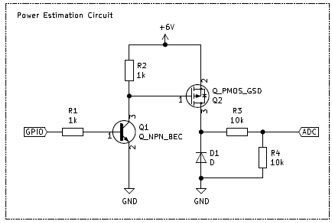 Power Estimation Circuit
+6V
R2
1k
2
Q_PMOS_GSD
Q2
1
3
R1
1k
GPIO
1
3
Q1
Q_NPN_BEC
2
R3
10k
ADC
D1
D
R4
10k
GND
GND